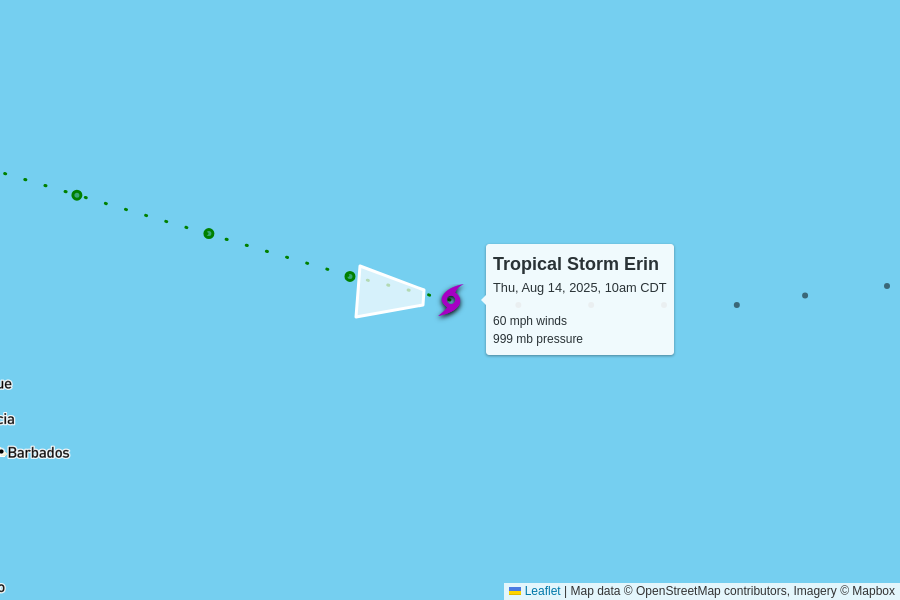 Tropical Storm Erin
Thu, Aug 14, 2025, 10am CDT
60 mph winds
999 mb pressure
ue
cia
Barbados
o
Leaflet | Map data © OpenStreetMap contributors, Imagery © Mapbox